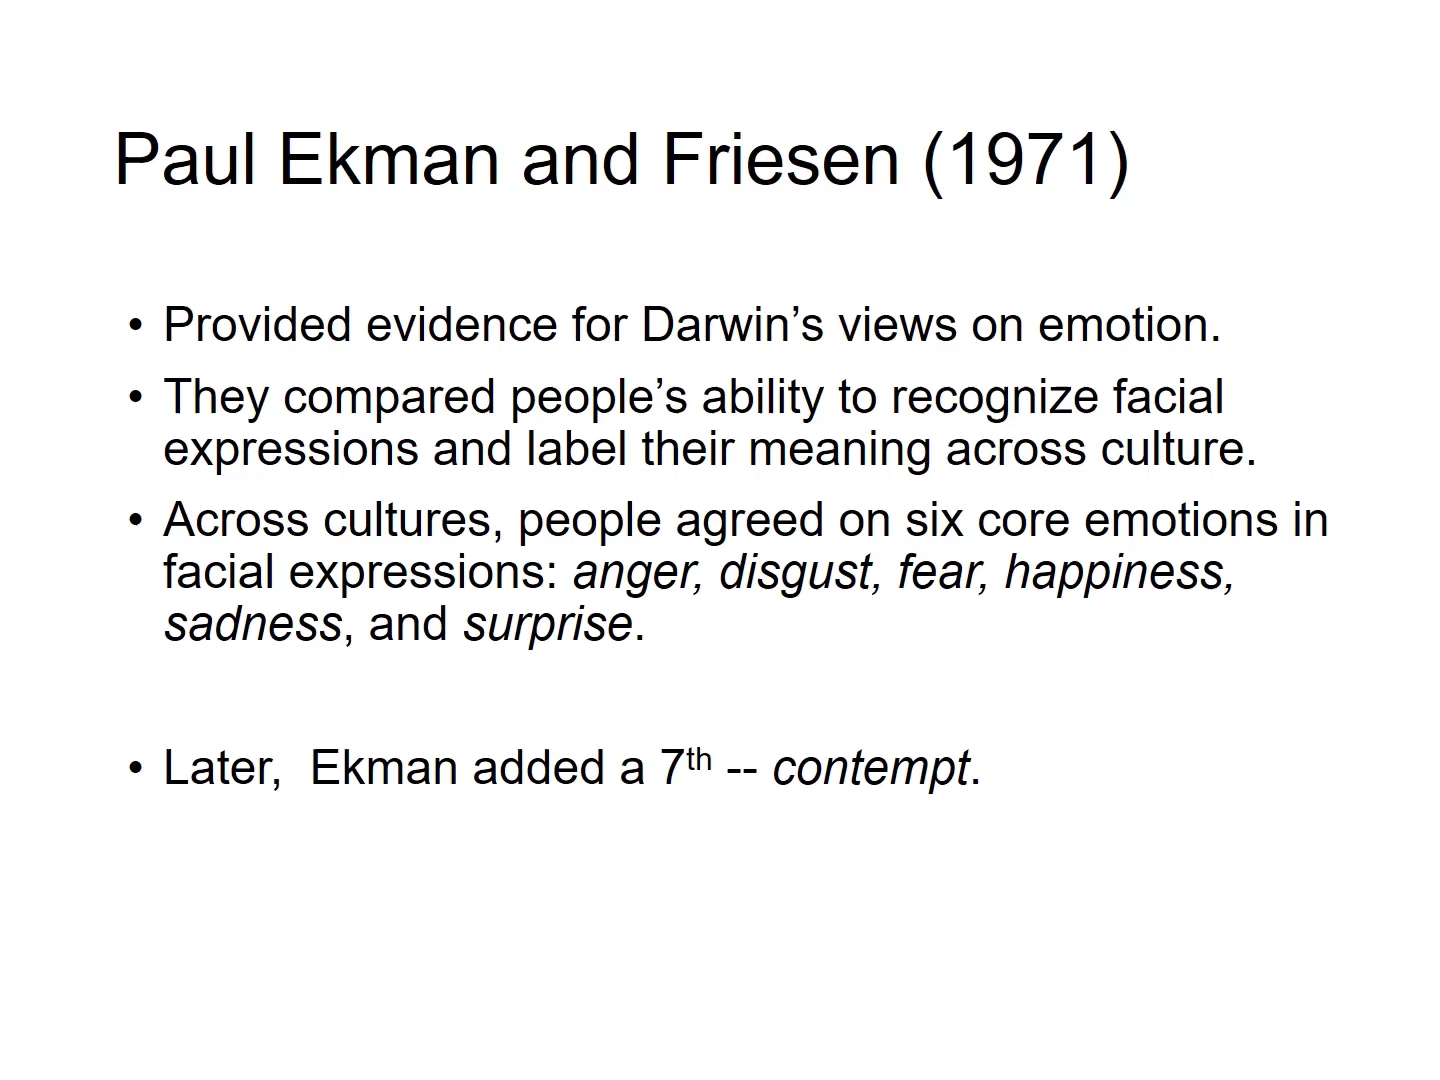 Paul Ekman and Friesen (1971)
• Provided evidence for Darwin’s views on emotion.
• They compared people’s ability to recognize facial
expressions and label their meaning across culture.
• Across cultures, people agreed on six core emotions in
facial expressions: anger, disgust, fear, happiness,
sadness, and surprise.
• Later,  Ekman added a 7th -- contempt.